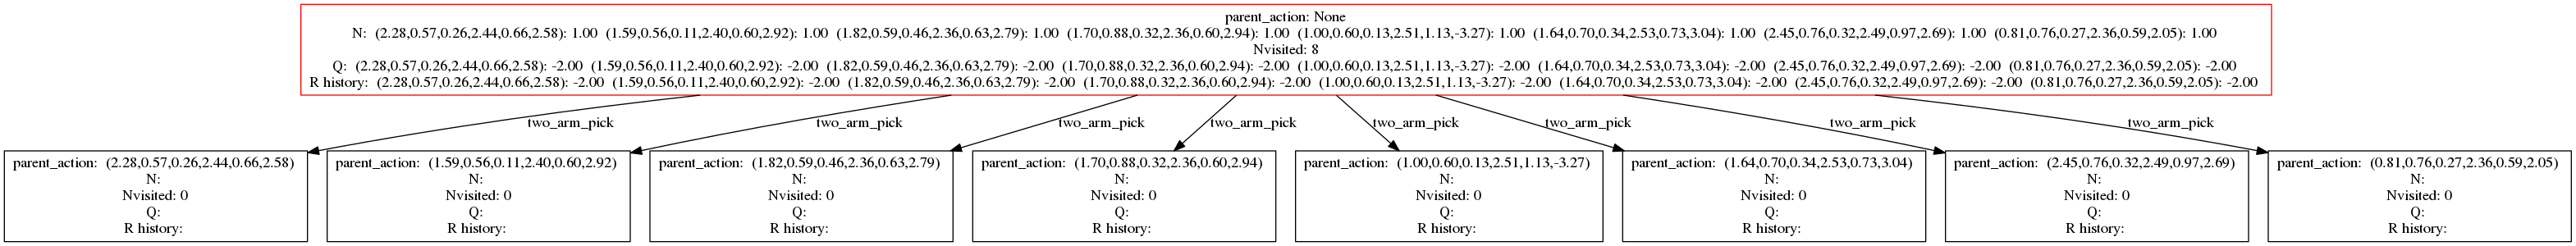 parent_action: None
N: (2.28,0.57,0.26,2.44,0.66,2.58): 1.00 (1.59,0.56,0.11,2.40,0.60,2.92): 1.00 (1.82,0.59,0.46,2.36,0.63,2.79): 1.00 (1.70,0.88,0.32,2.36,0.60,2.94): 1.00 (1.00,0.60,0.13,2.51,1.13,-3.27): 1.00 (1.64,0.70,0.34,2.53,0.73,3.04): 1.00 (2.45,0.76,0.32,2.49,0.97,2.69): 1.00 (0.81,0.76,0.27,2.36,0.59,2.05): 1.00
Nvisited: 8
Q: (2.28,0.57,0.26,2.44,0.66,2.58): -2.00 (1.59,0.56,0.11,2.40,0.60,2.92): -2.00 (1.82,0.59,0.46,2.36,0.63,2.79): -2.00 (1.70,0.88,0.32,2.36,0.60,2.94): -2.00 (1.00,0.60,0.13,2.51,1.13,-3.27): -2.00 (1.64,0.70,0.34,2.53,0.73,3.04): -2.00 (2.45,0.76,0.32,2.49,0.97,2.69): -2.00 (0.81,0.76,0.27,2.36,0.59,2.05): -2.00
R history: (2.28,0.57,0.26,2.44,0.66,2.58): -2.00 (1.59,0.56,0.11,2.40,0.60,2.92): -2.00 (1.82,0.59,0.46,2.36,0.63,2.79): -2.00 (1.70,0.88,0.32,2.36,0.60,2.94): -2.00 (1.00,0.60,0.13,2.51,1.13,-3.27): -2.00 (1.64,0.70,0.34,2.53,0.73,3.04): -2.00 (2.45,0.76,0.32,2.49,0.97,2.69): -2.00 (0.81,0.76,0.27,2.36,0.59,2.05): -2.00
two_arm_pick
two_arm_pick
two_arm_pick
two_arm_pick
two_arm_pick
two_arm_pick
two_arm_pick
two_arm_pick
parent_action: (2.28,0.57,0.26,2.44,0.66,2.58)
N:
Nvisited: 0
Q:
R history:
parent_action: (1.59,0.56,0.11,2.40,0.60,2.92)
N:
Nvisited: 0
Q:
R history:
parent_action: (1.82,0.59,0.46,2.36,0.63,2.79)
N:
Nvisited: 0
Q:
R history:
parent_action: (1.70,0.88,0.32,2.36,0.60,2.94)
N:
Nvisited: 0
Q:
R history:
parent_action: (1.00,0.60,0.13,2.51,1.13,-3.27)
N:
Nvisited: 0
Q:
R history:
parent_action: (1.64,0.70,0.34,2.53,0.73,3.04)
N:
Nvisited: 0
Q:
R history:
parent_action: (2.45,0.76,0.32,2.49,0.97,2.69)
N:
Nvisited: 0
Q:
R history:
parent_action: (0.81,0.76,0.27,2.36,0.59,2.05)
N:
Nvisited: 0
Q:
R history: